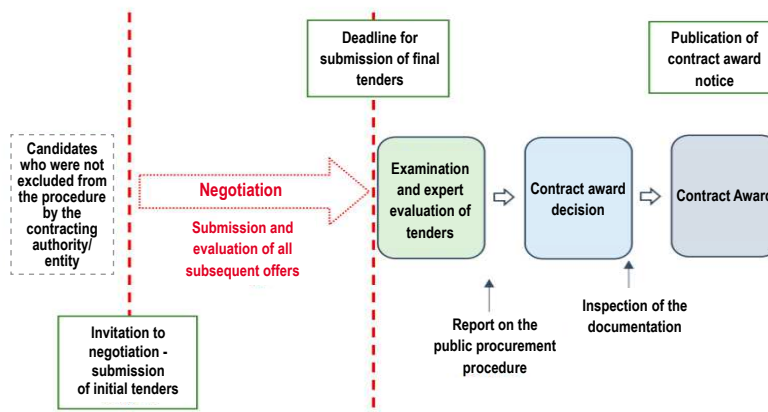 Deadline for
submission of final
tenders
Publication of
contract award
notice
Candidates
who were not
excluded from
the procedure
by the
contracting
authority/
entity
Negotiation
Submission and
evaluation of all
subsequent offers
Examination
and expert
evaluation of
tenders
Contract award
decision
Contract Award
Invitation to
negotiation -
submission
of initial tenders
Report on the
public procurement
procedure
Inspection of the
documentation